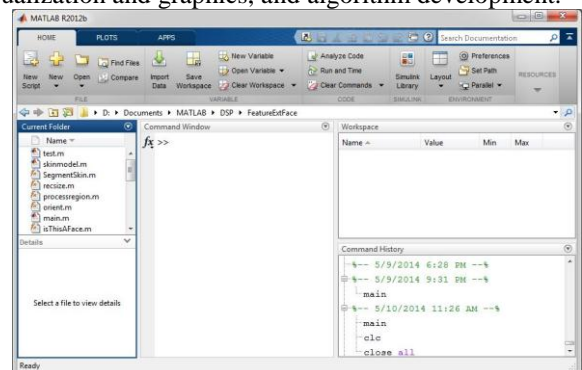 ualization and graphics, and algorithm development.
MATLAB R2012b
HOME PLOTS APPS
Search Documentation
New Script
New
Open
Find Files
Compare
Import Data
Save Workspace
New Variable
Open Variable
Clear Workspace
Analyze Code
Run and Time
Clear Commands
Simulink Library
Layout
Preferences
Set Path
Parallel
RESOURCES
FILE VARIABLE CODE SIMULINK ENVIRONMENT
D: Documents MATLAB DSP FeatureExtFace
Current Folder
Name
test.m
skinmodel.m
SegmentSkin.m
recsize.m
processregion.m
orient.m
main.m
isThisAFace.m
Details
Select a file to view details
Command Window
fx >>
Workspace
Name Value Min Max
Command History
%-- 5/9/2014 6:28 PM --%
%-- 5/9/2014 9:31 PM --%
main
%-- 5/10/2014 11:26 AM --%
main
clc
close all
Ready